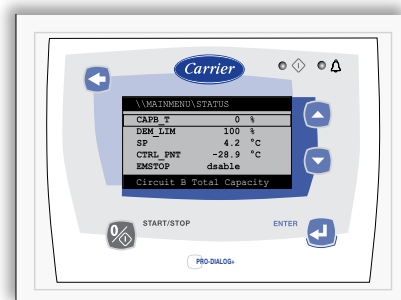 Carrier
\\MAINMENU\STATUS
CAPB_T 0 %
DEM_LIM 100 %
SP 4.2 °C
CTRL_PNT -28.9 °C
EMSTOP dsable
Circuit B Total Capacity
START/STOP
ENTER
PRO-DIALOG+